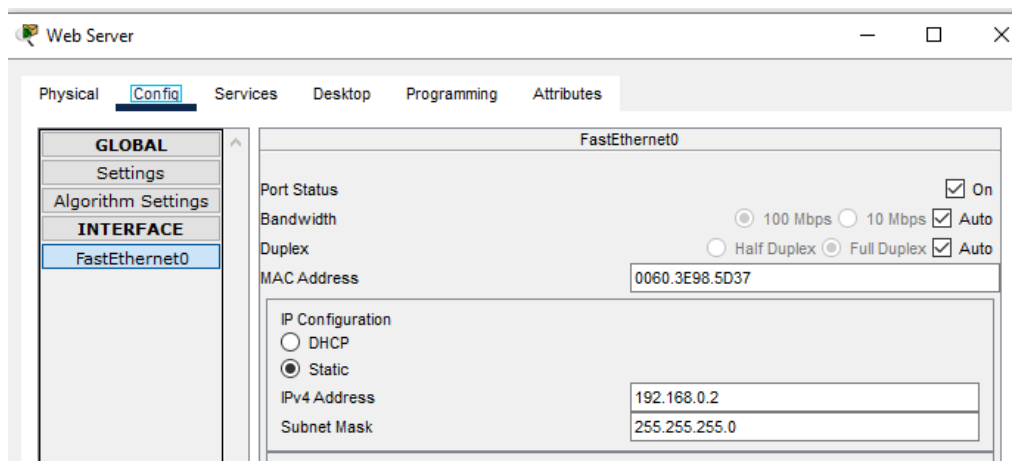 Web Server
Physical Config Services Desktop Programming Attributes
GLOBAL
Settings
Algorithm Settings
INTERFACE
FastEthernet0
FastEthernet0
Port Status On
Bandwidth 100 Mbps 10 Mbps Auto
Duplex Half Duplex Full Duplex Auto
MAC Address 0060.3E98.5D37
IP Configuration
DHCP
Static
IPv4 Address 192.168.0.2
Subnet Mask 255.255.255.0